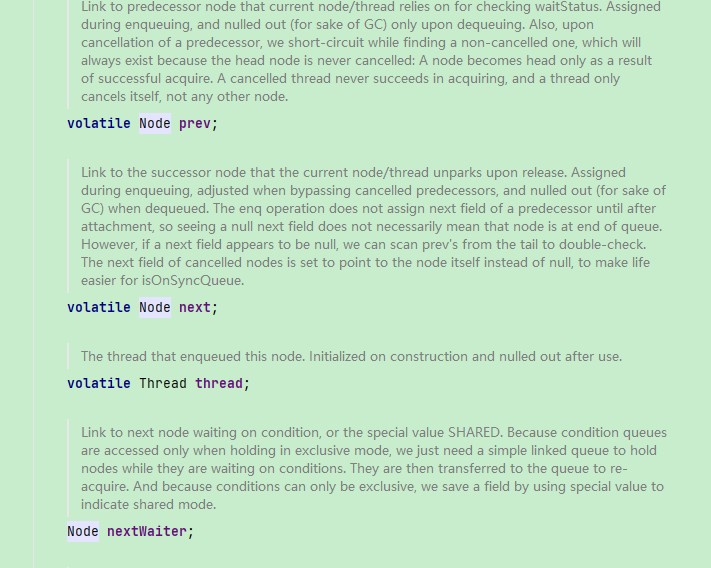 Link to predecessor node that current node/thread relies on for checking waitStatus. Assigned
during enqueuing, and nulled out (for sake of GC) only upon dequeuing. Also, upon
cancellation of a predecessor, we short-circuit while finding a non-cancelled one, which will
always exist because the head node is never cancelled: A node becomes head only as a result
of successful acquire. A cancelled thread never succeeds in acquiring, and a thread only
cancels itself, not any other node.
volatile Node prev;
Link to the successor node that the current node/thread unparks upon release. Assigned
during enqueuing, adjusted when bypassing cancelled predecessors, and nulled out (for sake of
GC) when dequeued. The enq operation does not assign next field of a predecessor until after
attachment, so seeing a null next field does not necessarily mean that node is at end of queue.
However, if a next field appears to be null, we can scan prev's from the tail to double-check.
The next field of cancelled nodes is set to point to the node itself instead of null, to make life
easier for isOnSyncQueue.
volatile Node next;
The thread that enqueued this node. Initialized on construction and nulled out after use.
volatile Thread thread;
Link to next node waiting on condition, or the special value SHARED. Because condition queues
are accessed only when holding in exclusive mode, we just need a simple linked queue to hold
nodes while they are waiting on conditions. They are then transferred to the queue to re-
acquire. And because conditions can only be exclusive, we save a field by using special value to
indicate shared mode.
Node nextWaiter;